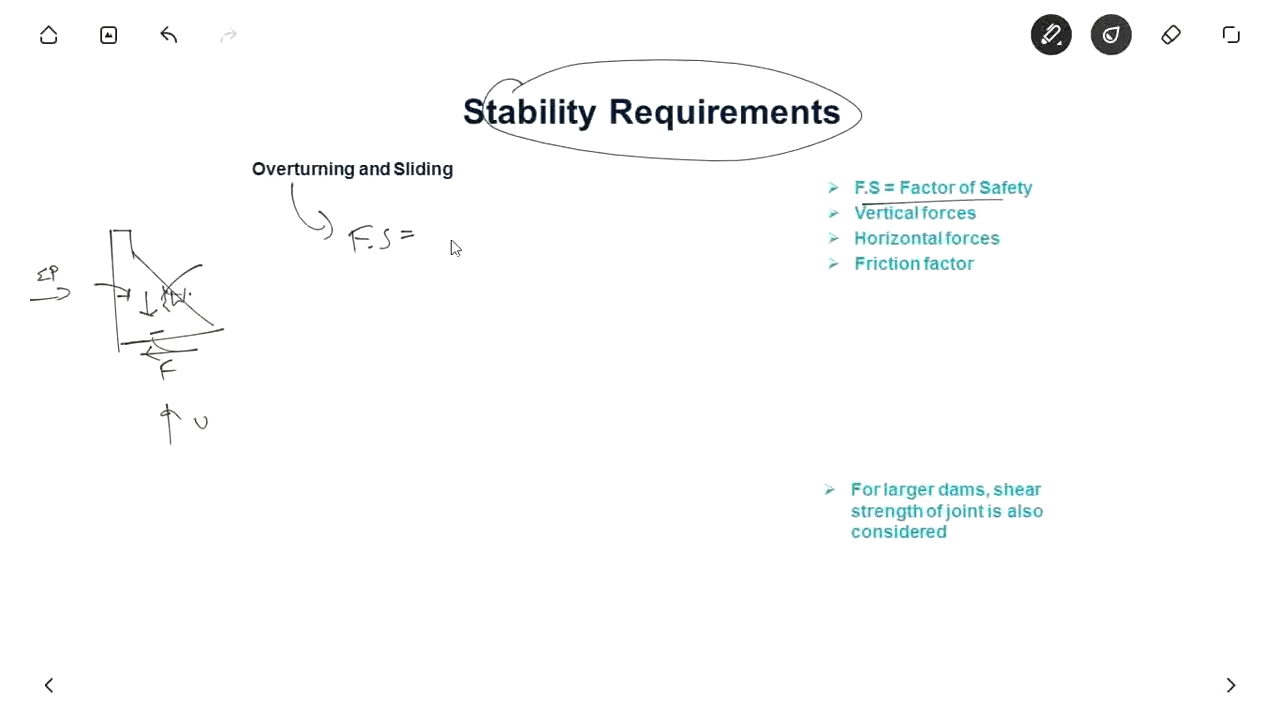 Stability Requirements
Overturning and Sliding
F.S =
ΣP
W
F
U
➢ F.S = Factor of Safety
➢ Vertical forces
➢ Horizontal forces
➢ Friction factor
➢ For larger dams, shear
strength of joint is also
considered